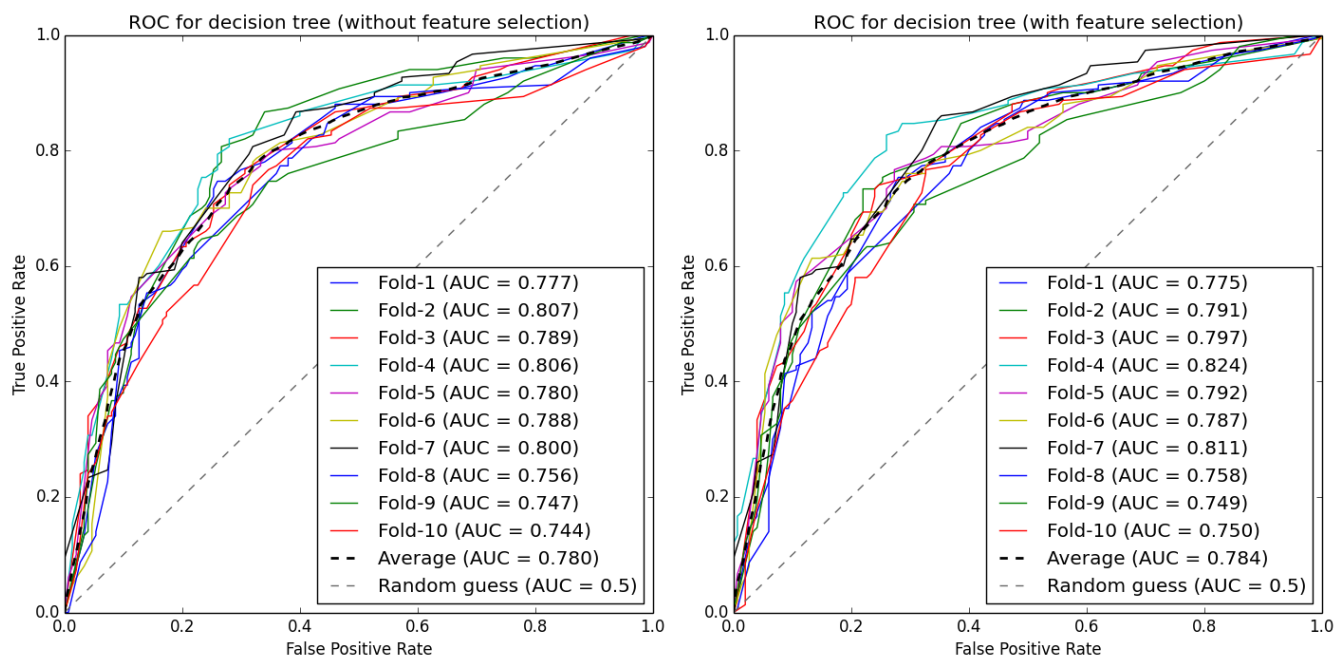 ROC for decision tree (without feature selection)
True Positive Rate
1.0
0.8
0.6
0.4
0.2
0.0
Fold-1 (AUC = 0.777)
Fold-2 (AUC = 0.807)
Fold-3 (AUC = 0.789)
Fold-4 (AUC = 0.806)
Fold-5 (AUC = 0.780)
Fold-6 (AUC = 0.788)
Fold-7 (AUC = 0.800)
Fold-8 (AUC = 0.756)
Fold-9 (AUC = 0.747)
Fold-10 (AUC = 0.744)
Average (AUC = 0.780)
Random guess (AUC = 0.5)
0.0 0.2 0.4 0.6 0.8 1.0
False Positive Rate
ROC for decision tree (with feature selection)
True Positive Rate
1.0
0.8
0.6
0.4
0.2
0.0
Fold-1 (AUC = 0.775)
Fold-2 (AUC = 0.791)
Fold-3 (AUC = 0.797)
Fold-4 (AUC = 0.824)
Fold-5 (AUC = 0.792)
Fold-6 (AUC = 0.787)
Fold-7 (AUC = 0.811)
Fold-8 (AUC = 0.758)
Fold-9 (AUC = 0.749)
Fold-10 (AUC = 0.750)
Average (AUC = 0.784)
Random guess (AUC = 0.5)
0.0 0.2 0.4 0.6 0.8 1.0
False Positive Rate